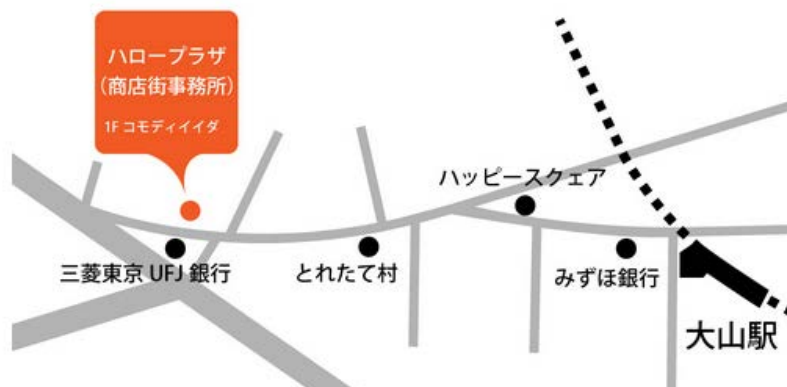 ハロープラザ
（商店街事務所）
1F コモディイイダ
ハッピースクェア
三菱東京 UFJ 銀行
とれたて村
みずほ銀行
大山駅